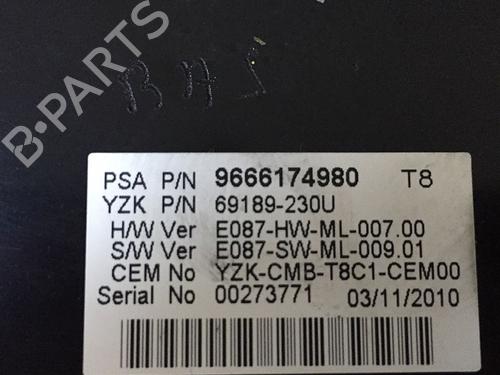 BAS
B-PARTS
PSA P/N 9666174980 T8
YZK P/N 69189-230U
H/W Ver E087-HW-ML-007.00
S/W Ver E087-SW-ML-009.01
CEM No YZK-CMB-T8C1-CEM00
Serial No 00273771 03/11/2010